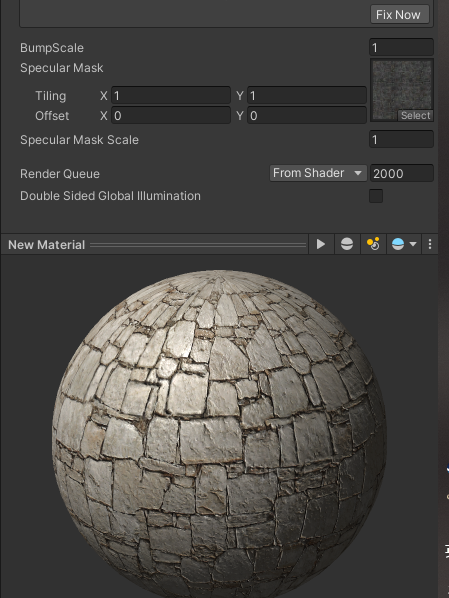 Fix Now
BumpScale 1
Specular Mask
Tiling X 1 Y 1
Offset X 0 Y 0
Select
Specular Mask Scale 1
Render Queue From Shader 2000
Double Sided Global Illumination
New Material